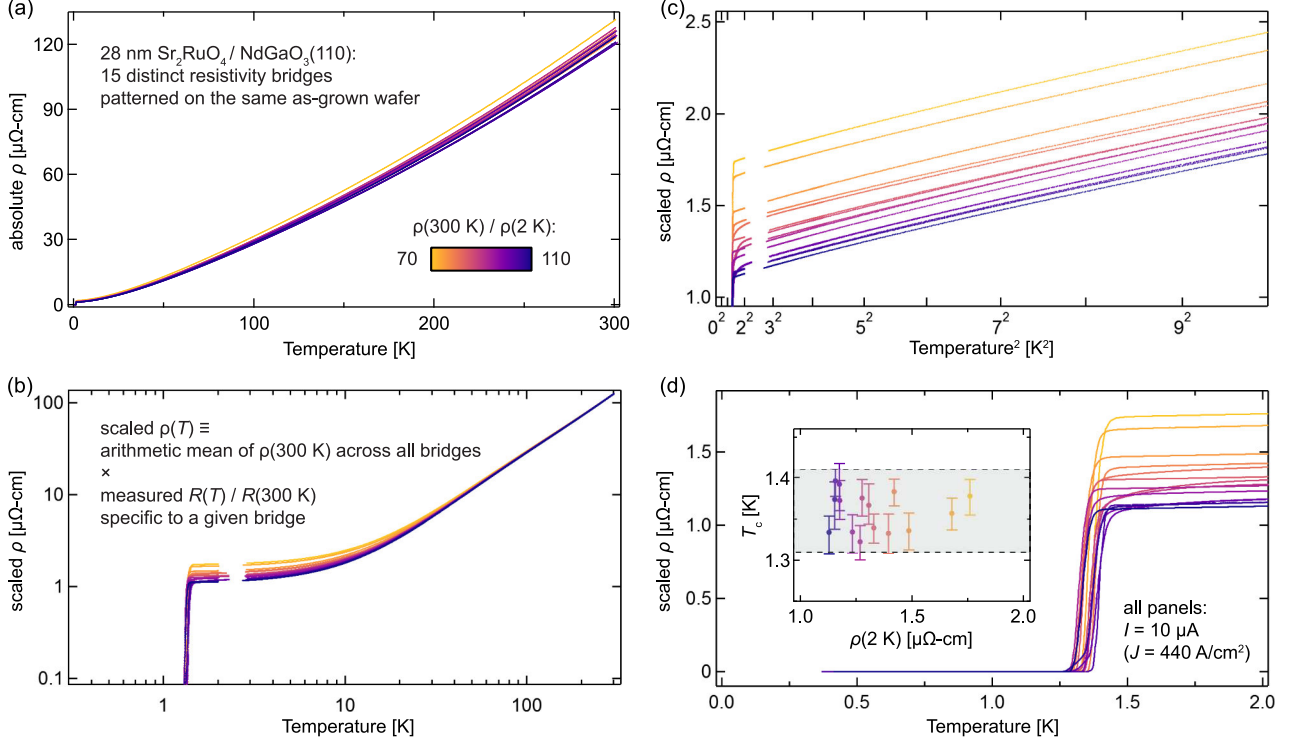 (a)
absolute ρ [μΩ-cm]
120
90
60
30
0
28 nm Sr₂RuO₄ / NdGaO₃(110):
15 distinct resistivity bridges
patterned on the same as-grown wafer
ρ(300 K) / ρ(2 K):
70 110
0 50 100 150 200 250 300
Temperature [K]
(b)
scaled ρ [μΩ-cm]
100
10
1
0.1
scaled ρ(T) ≡
arithmetic mean of ρ(300 K) across all bridges
×
measured R(T) / R(300 K)
specific to a given bridge
1 10 100
Temperature [K]
(c)
scaled ρ [μΩ-cm]
2.5
2.0
1.5
1.0
0² 2² 3² 5² 7² 9²
Temperature² [K²]
(d)
scaled ρ [μΩ-cm]
1.5
1.0
0.5
0
T_c [K]
1.4
1.3
1.0 1.5 2.0
ρ(2 K) [μΩ-cm]
all panels:
I = 10 μA
(J = 440 A/cm²)
0.0 0.5 1.0 1.5 2.0
Temperature [K]